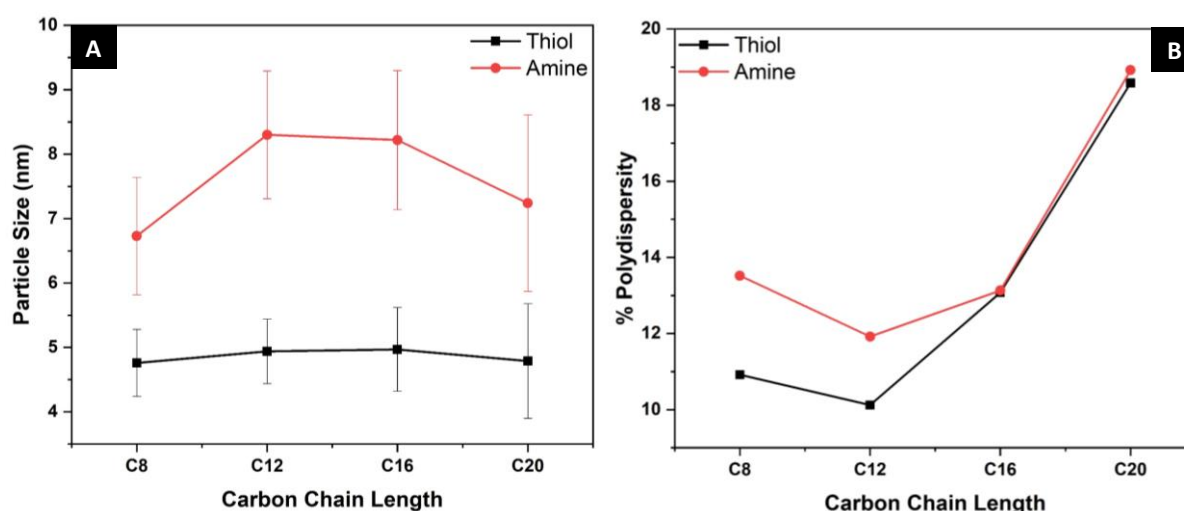 A
Thiol
Amine
Particle Size (nm)
10
9
8
7
6
5
4
C8
C12
C16
C20
Carbon Chain Length
B
Thiol
Amine
% Polydispersity
20
18
16
14
12
10
C8
C12
C16
C20
Carbon Chain Length